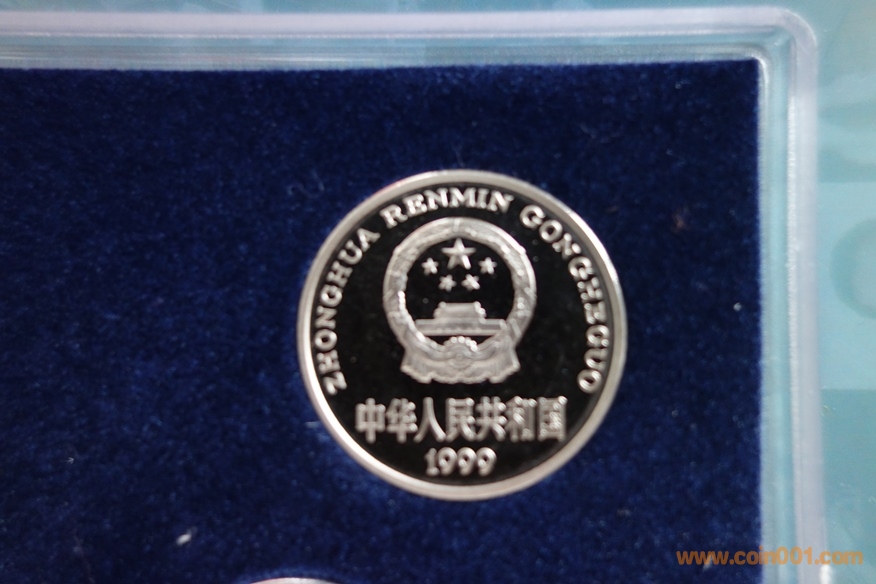 ZHONGHUA RENMIN GONGHEGUO
中华人民共和国
1999
www.coin001.com